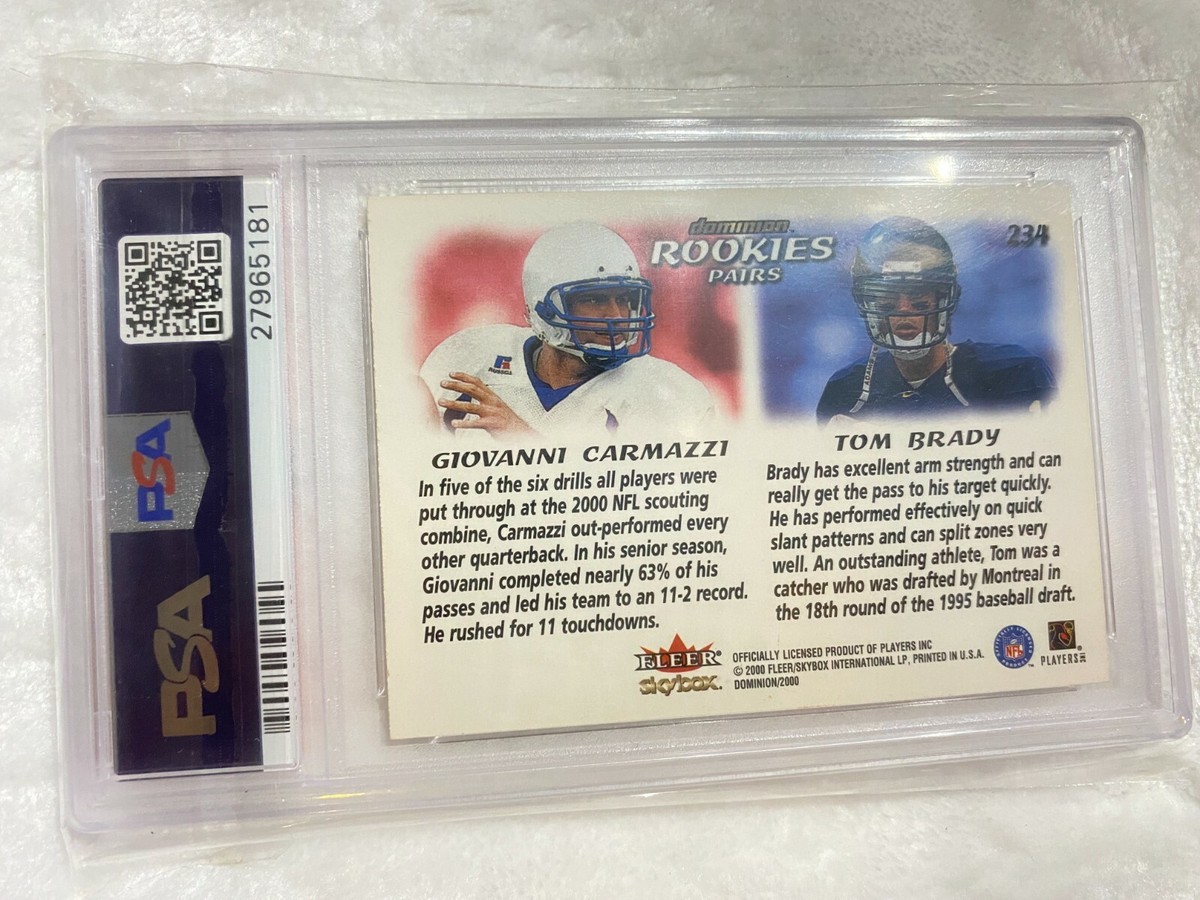 27965181
PSA
PSA
dominion
ROOKIES
PAIRS
234
RUSSELL
GIOVANNI CARMAZZI
In five of the six drills all players were
put through at the 2000 NFL scouting
combine, Carmazzi out-performed every
other quarterback. In his senior season,
Giovanni completed nearly 63% of his
passes and led his team to an 11-2 record.
He rushed for 11 touchdowns.
TOM BRADY
Brady has excellent arm strength and can
really get the pass to his target quickly.
He has performed effectively on quick
slant patterns and can split zones very
well. An outstanding athlete, Tom was a
catcher who was drafted by Montreal in
the 18th round of the 1995 baseball draft.
FLEER
skybox.
OFFICIALLY LICENSED PRODUCT OF PLAYERS INC
© 2000 FLEER/SKYBOX INTERNATIONAL LP, PRINTED IN U.S.A.
DOMINION/2000
NFL
PLAYERS INC